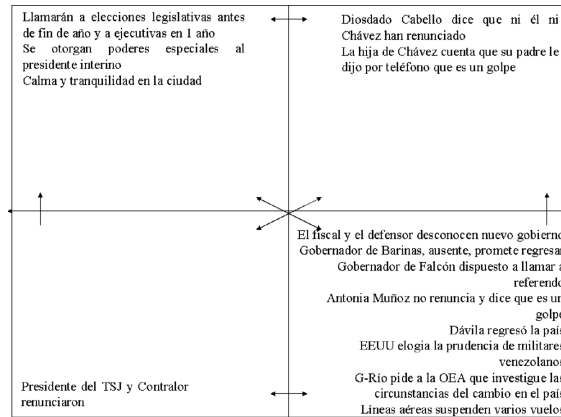 Llamarán a elecciones legislativas antes
de fin de año y a ejecutivas en 1 año
Se otorgan poderes especiales al
presidente interino
Calma y tranquilidad en la ciudad
Diosdado Cabello dice que ni él ni
Chávez han renunciado
La hija de Chávez cuenta que su padre le
dijo por teléfono que es un golpe
El fiscal y el defensor desconocen nuevo gobierno
Gobernador de Barinas, ausente, promete regresar
Gobernador de Falcón dispuesto a llamar a
referendo
Antonia Muñoz no renuncia y dice que es un
golpe
Dávila regresó la país
EEUU elogia la prudencia de militares
venezolanos
G-Río pide a la OEA que investigue las
circunstancias del cambio en el país
Líneas aéreas suspenden varios vuelos
Presidente del TSJ y Contralor
renunciaron